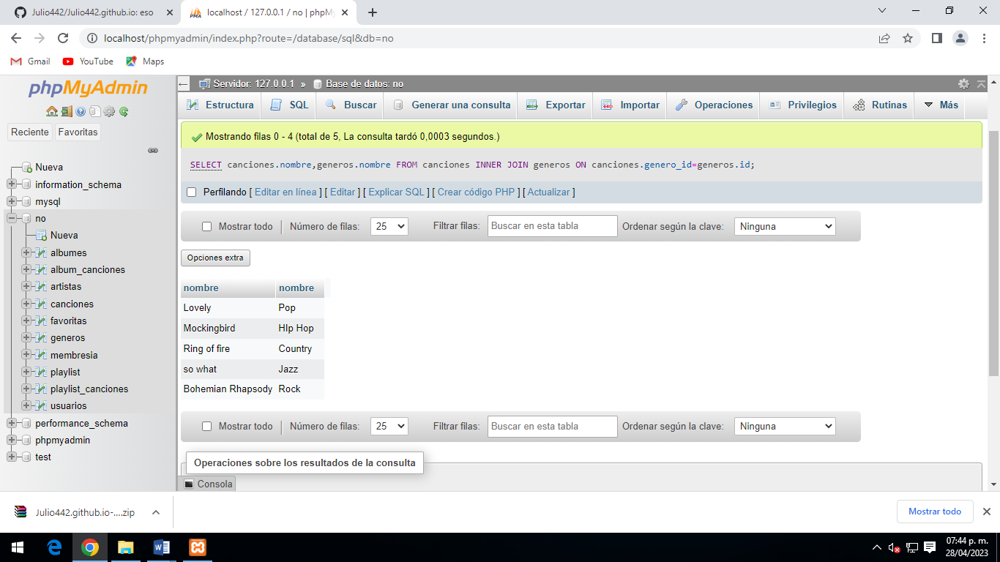 Julio442/Julio442.github.io: eso
localhost / 127.0.0.1 / no | phpMy
localhost/phpmyadmin/index.php?route=/database/sql&db=no
Gmail YouTube Maps
phpMyAdmin
Reciente Favoritas
Nueva
information_schema
mysql
no
Nueva
albumes
album_canciones
artistas
canciones
favoritas
generos
membresia
playlist
playlist_canciones
usuarios
performance_schema
phpmyadmin
test
Servidor: 127.0.0.1 » Base de datos: no
Estructura SQL Buscar Generar una consulta Exportar Importar Operaciones Privilegios Rutinas Más
Mostrando filas 0 - 4 (total de 5, La consulta tardó 0,0003 segundos.)
SELECT canciones.nombre,generos.nombre FROM canciones INNER JOIN generos ON canciones.genero_id=generos.id;
Perfilando [ Editar en línea ] [ Editar ] [ Explicar SQL ] [ Crear código PHP ] [ Actualizar ]
Mostrar todo Número de filas: 25 Filtrar filas: Buscar en esta tabla Ordenar según la clave: Ninguna
Opciones extra
nombre nombre
Lovely Pop
Mockingbird HIp Hop
Ring of fire Country
so what Jazz
Bohemian Rhapsody Rock
Mostrar todo Número de filas: 25 Filtrar filas: Buscar en esta tabla Ordenar según la clave: Ninguna
Operaciones sobre los resultados de la consulta
Consola
Julio442.github.io-....zip
Mostrar todo
07:44 p. m.
28/04/2023